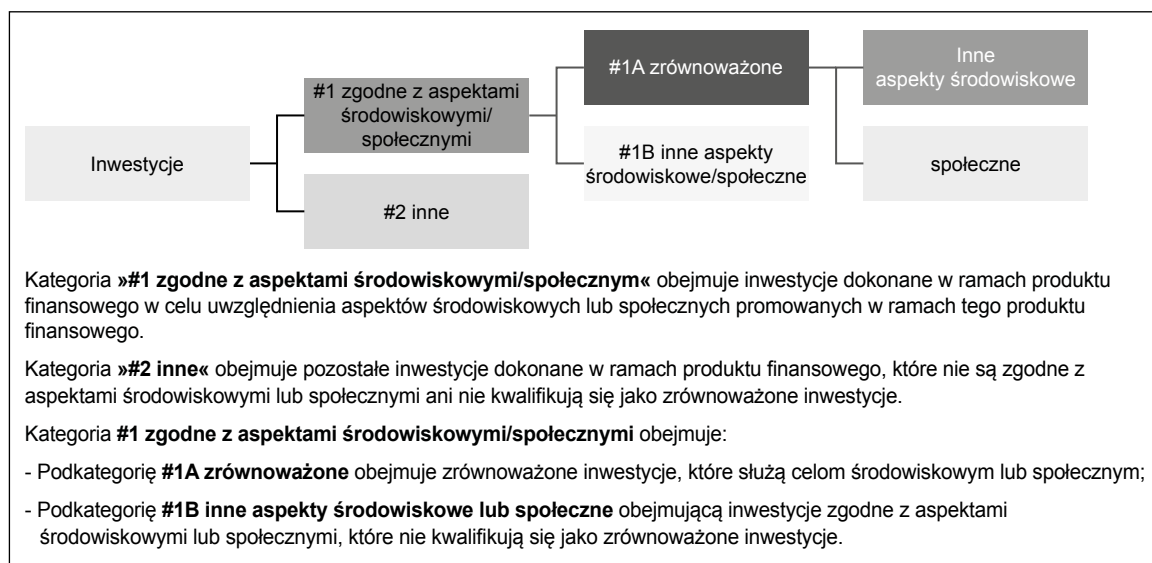 #1A zrównoważone
Inne
aspekty środowiskowe
#1 zgodne z aspektami
środowiskowymi/
społecznymi
Inwestycje
#1B inne aspekty
środowiskowe/społeczne
społeczne
#2 inne
Kategoria »#1 zgodne z aspektami środowiskowymi/społecznym« obejmuje inwestycje dokonane w ramach produktu
finansowego w celu uwzględnienia aspektów środowiskowych lub społecznych promowanych w ramach tego produktu
finansowego.
Kategoria »#2 inne« obejmuje pozostałe inwestycje dokonane w ramach produktu finansowego, które nie są zgodne z
aspektami środowiskowymi lub społecznymi ani nie kwalifikują się jako zrównoważone inwestycje.
Kategoria #1 zgodne z aspektami środowiskowymi/społecznymi obejmuje:
- Podkategorię #1A zrównoważone obejmuje zrównoważone inwestycje, które służą celom środowiskowym lub społecznym;
- Podkategorię #1B inne aspekty środowiskowe lub społeczne obejmującą inwestycje zgodne z aspektami
środowiskowymi lub społecznymi, które nie kwalifikują się jako zrównoważone inwestycje.